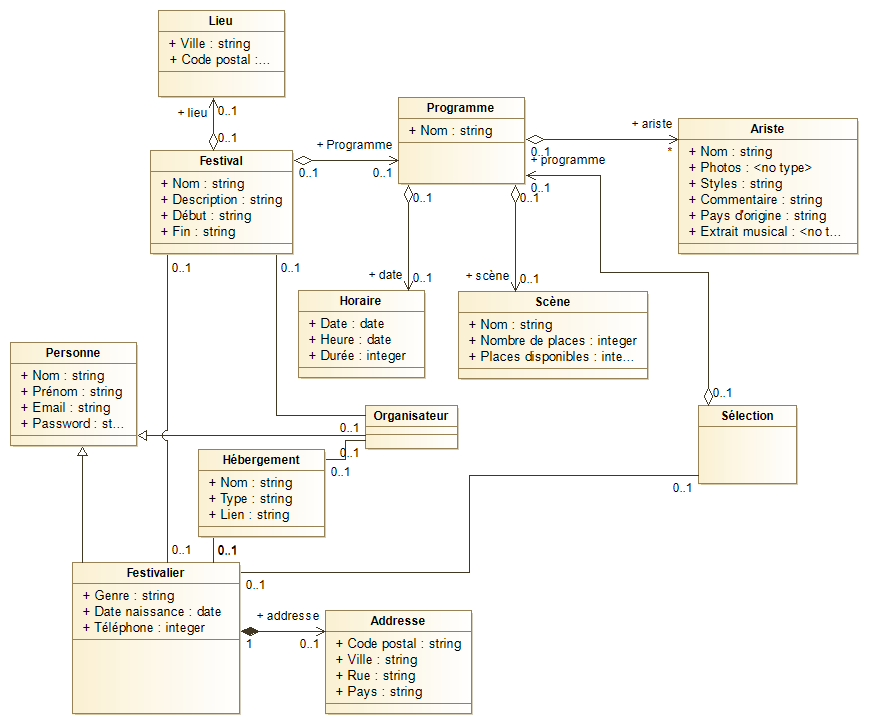 Lieu
+ Ville : string
+ Code postal :...
+ lieu
0..1
0..1
Festival
+ Nom : string
+ Description : string
+ Début : string
+ Fin : string
+ Programme
0..1
0..1
Programme
+ Nom : string
+ ariste
0..1
*
+ programme
0..1
Ariste
+ Nom : string
+ Photos : <no type>
+ Styles : string
+ Commentaire : string
+ Pays d'origine : string
+ Extrait musical : <no t...
0..1
0..1
0..1
0..1
+ date
0..1
+ scène
0..1
Horaire
+ Date : date
+ Heure : date
+ Durée : integer
Scène
+ Nom : string
+ Nombre de places : integer
+ Places disponibles : inte...
Personne
+ Nom : string
+ Prénom : string
+ Email : string
+ Password : st...
Organisateur
0..1
0..1
0..1
Sélection
0..1
0..1
Hébergement
+ Nom : string
+ Type : string
+ Lien : string
0..1
0..1
0..1
Festivalier
+ Genre : string
+ Date naissance : date
+ Téléphone : integer
+ addresse
1
0..1
Addresse
+ Code postal : string
+ Ville : string
+ Rue : string
+ Pays : string